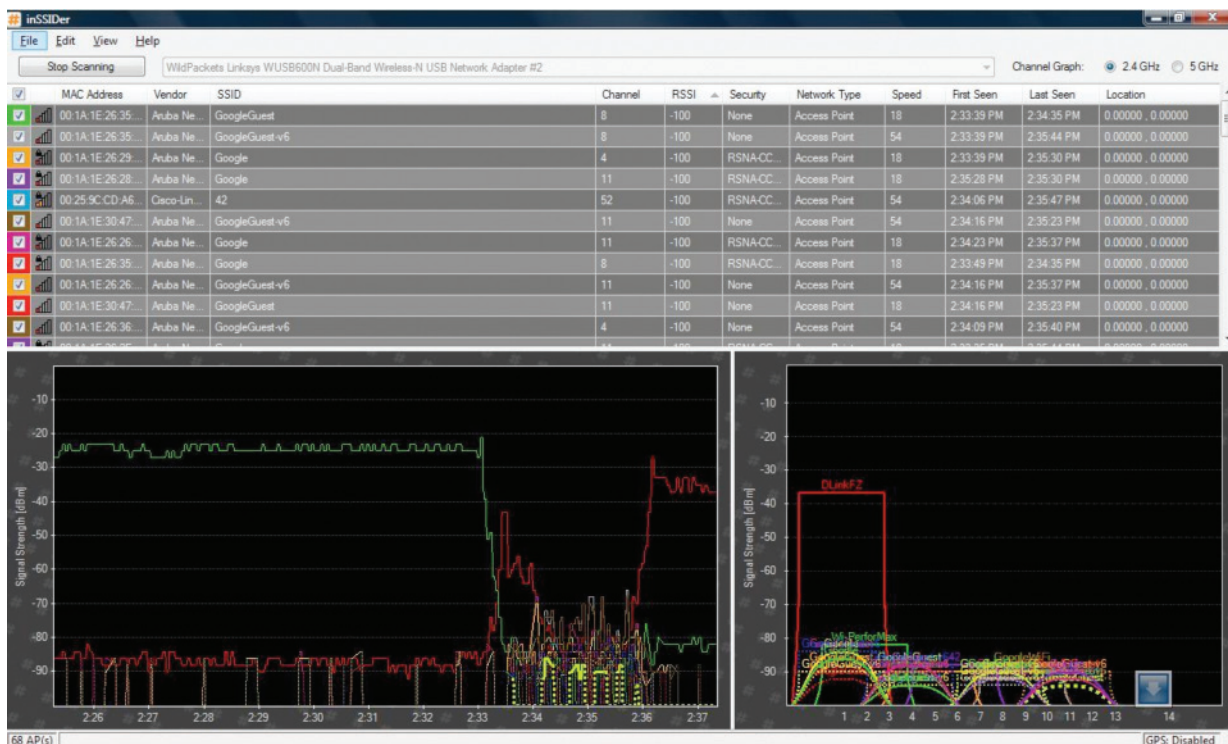 inSSIDer
File Edit View Help
Stop Scanning WildPackets Linksys WUSB600N Dual-Band Wireless-N USB Network Adapter #2 Channel Graph: 2.4 GHz 5 GHz
MAC Address Vendor SSID Channel RSSI Security Network Type Speed First Seen Last Seen Location
00:1A:1E:26:35:... Aruba Ne... GoogleGuest 8 -100 None Access Point 18 2:33:39 PM 2:34:35 PM 0.00000 , 0.00000
00:1A:1E:26:35:... Aruba Ne... GoogleGuest-v6 8 -100 None Access Point 54 2:33:39 PM 2:35:44 PM 0.00000 , 0.00000
00:1A:1E:26:29:... Aruba Ne... Google 4 -100 RSNA-CC... Access Point 18 2:33:39 PM 2:35:30 PM 0.00000 , 0.00000
00:1A:1E:26:28:... Aruba Ne... Google 11 -100 RSNA-CC... Access Point 18 2:35:28 PM 2:35:30 PM 0.00000 , 0.00000
00:25:9C:CD:A6... Cisco-Lin... 42 52 -100 RSNA-CC... Access Point 54 2:34:06 PM 2:35:47 PM 0.00000 , 0.00000
00:1A:1E:30:47:... Aruba Ne... GoogleGuest-v6 11 -100 None Access Point 54 2:34:16 PM 2:35:23 PM 0.00000 , 0.00000
00:1A:1E:26:26:... Aruba Ne... Google 11 -100 RSNA-CC... Access Point 18 2:34:23 PM 2:35:37 PM 0.00000 , 0.00000
00:1A:1E:26:35:... Aruba Ne... Google 8 -100 RSNA-CC... Access Point 18 2:33:49 PM 2:34:35 PM 0.00000 , 0.00000
00:1A:1E:26:26:... Aruba Ne... GoogleGuest-v6 11 -100 None Access Point 54 2:34:16 PM 2:35:37 PM 0.00000 , 0.00000
00:1A:1E:30:47:... Aruba Ne... GoogleGuest 11 -100 None Access Point 18 2:34:16 PM 2:35:23 PM 0.00000 , 0.00000
00:1A:1E:26:36:... Aruba Ne... GoogleGuest-v6 4 -100 None Access Point 54 2:34:09 PM 2:35:40 PM 0.00000 , 0.00000
Signal Strength [dBm]
-10
-20
-30
-40
-50
-60
-70
-80
-90
2:26 2:27 2:28 2:29 2:30 2:31 2:32 2:33 2:34 2:35 2:36 2:37
Signal Strength [dBm]
-10
-20
-30
-40
-50
-60
-70
-80
-90
DLinkFZ
Wi-PerforMax
1 2 3 4 5 6 7 8 9 10 11 12 13 14
68 AP(s) GPS: Disabled